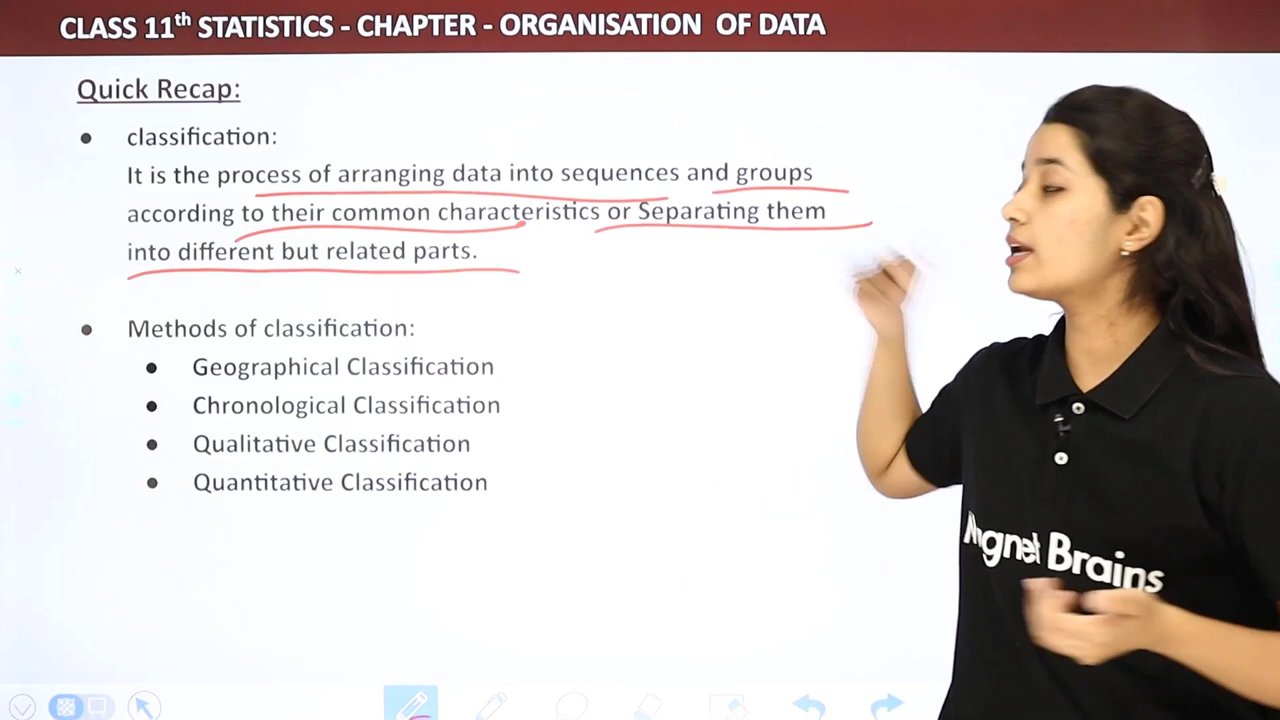 CLASS 11th STATISTICS - CHAPTER - ORGANISATION OF DATA
Quick Recap:
● classification:
It is the process of arranging data into sequences and groups
according to their common characteristics or Separating them
into different but related parts.
● Methods of classification:
● Geographical Classification
● Chronological Classification
● Qualitative Classification
● Quantitative Classification
Magnet Brains